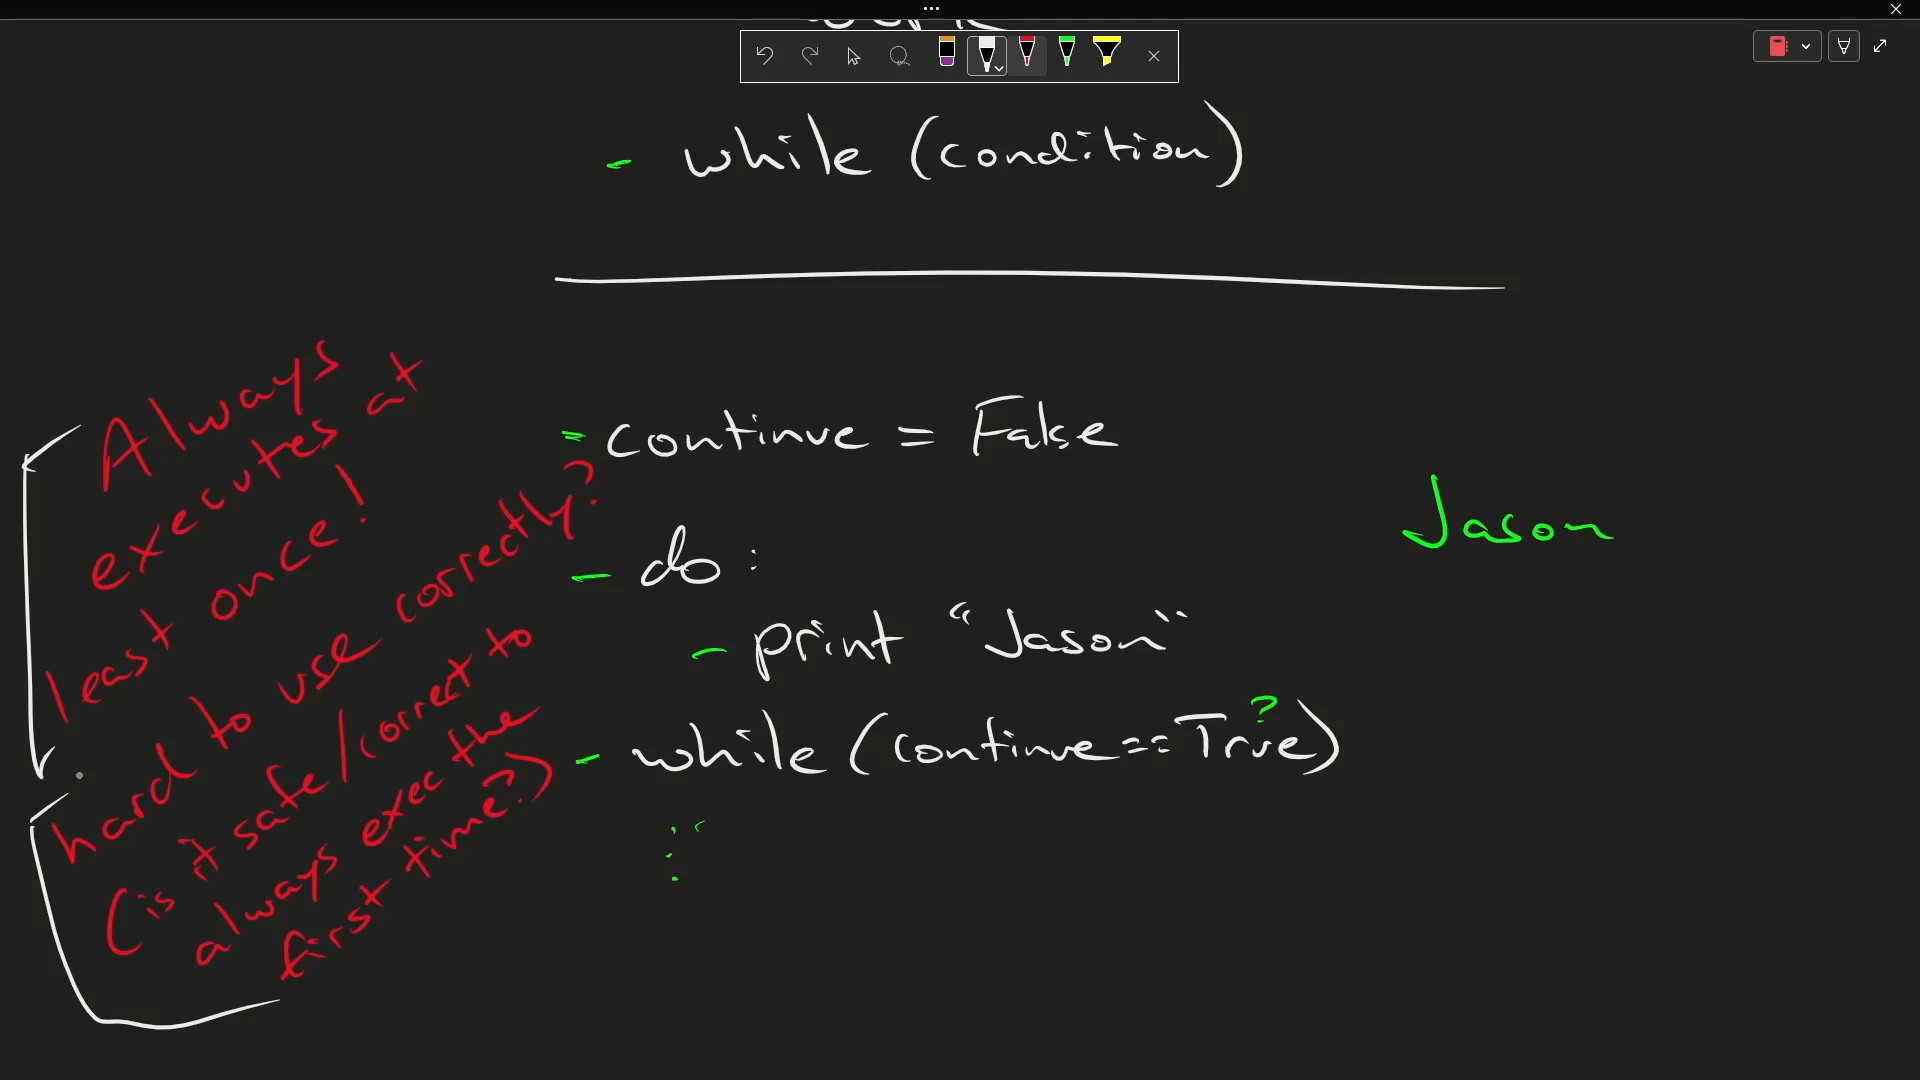 while (condition)
continue = False
do:
print "Jason"
while (continue==True)
?
Jason
Always
executes at
least once!
hard to use correctly?
(is it safe/correct to
always exec the
first time?)